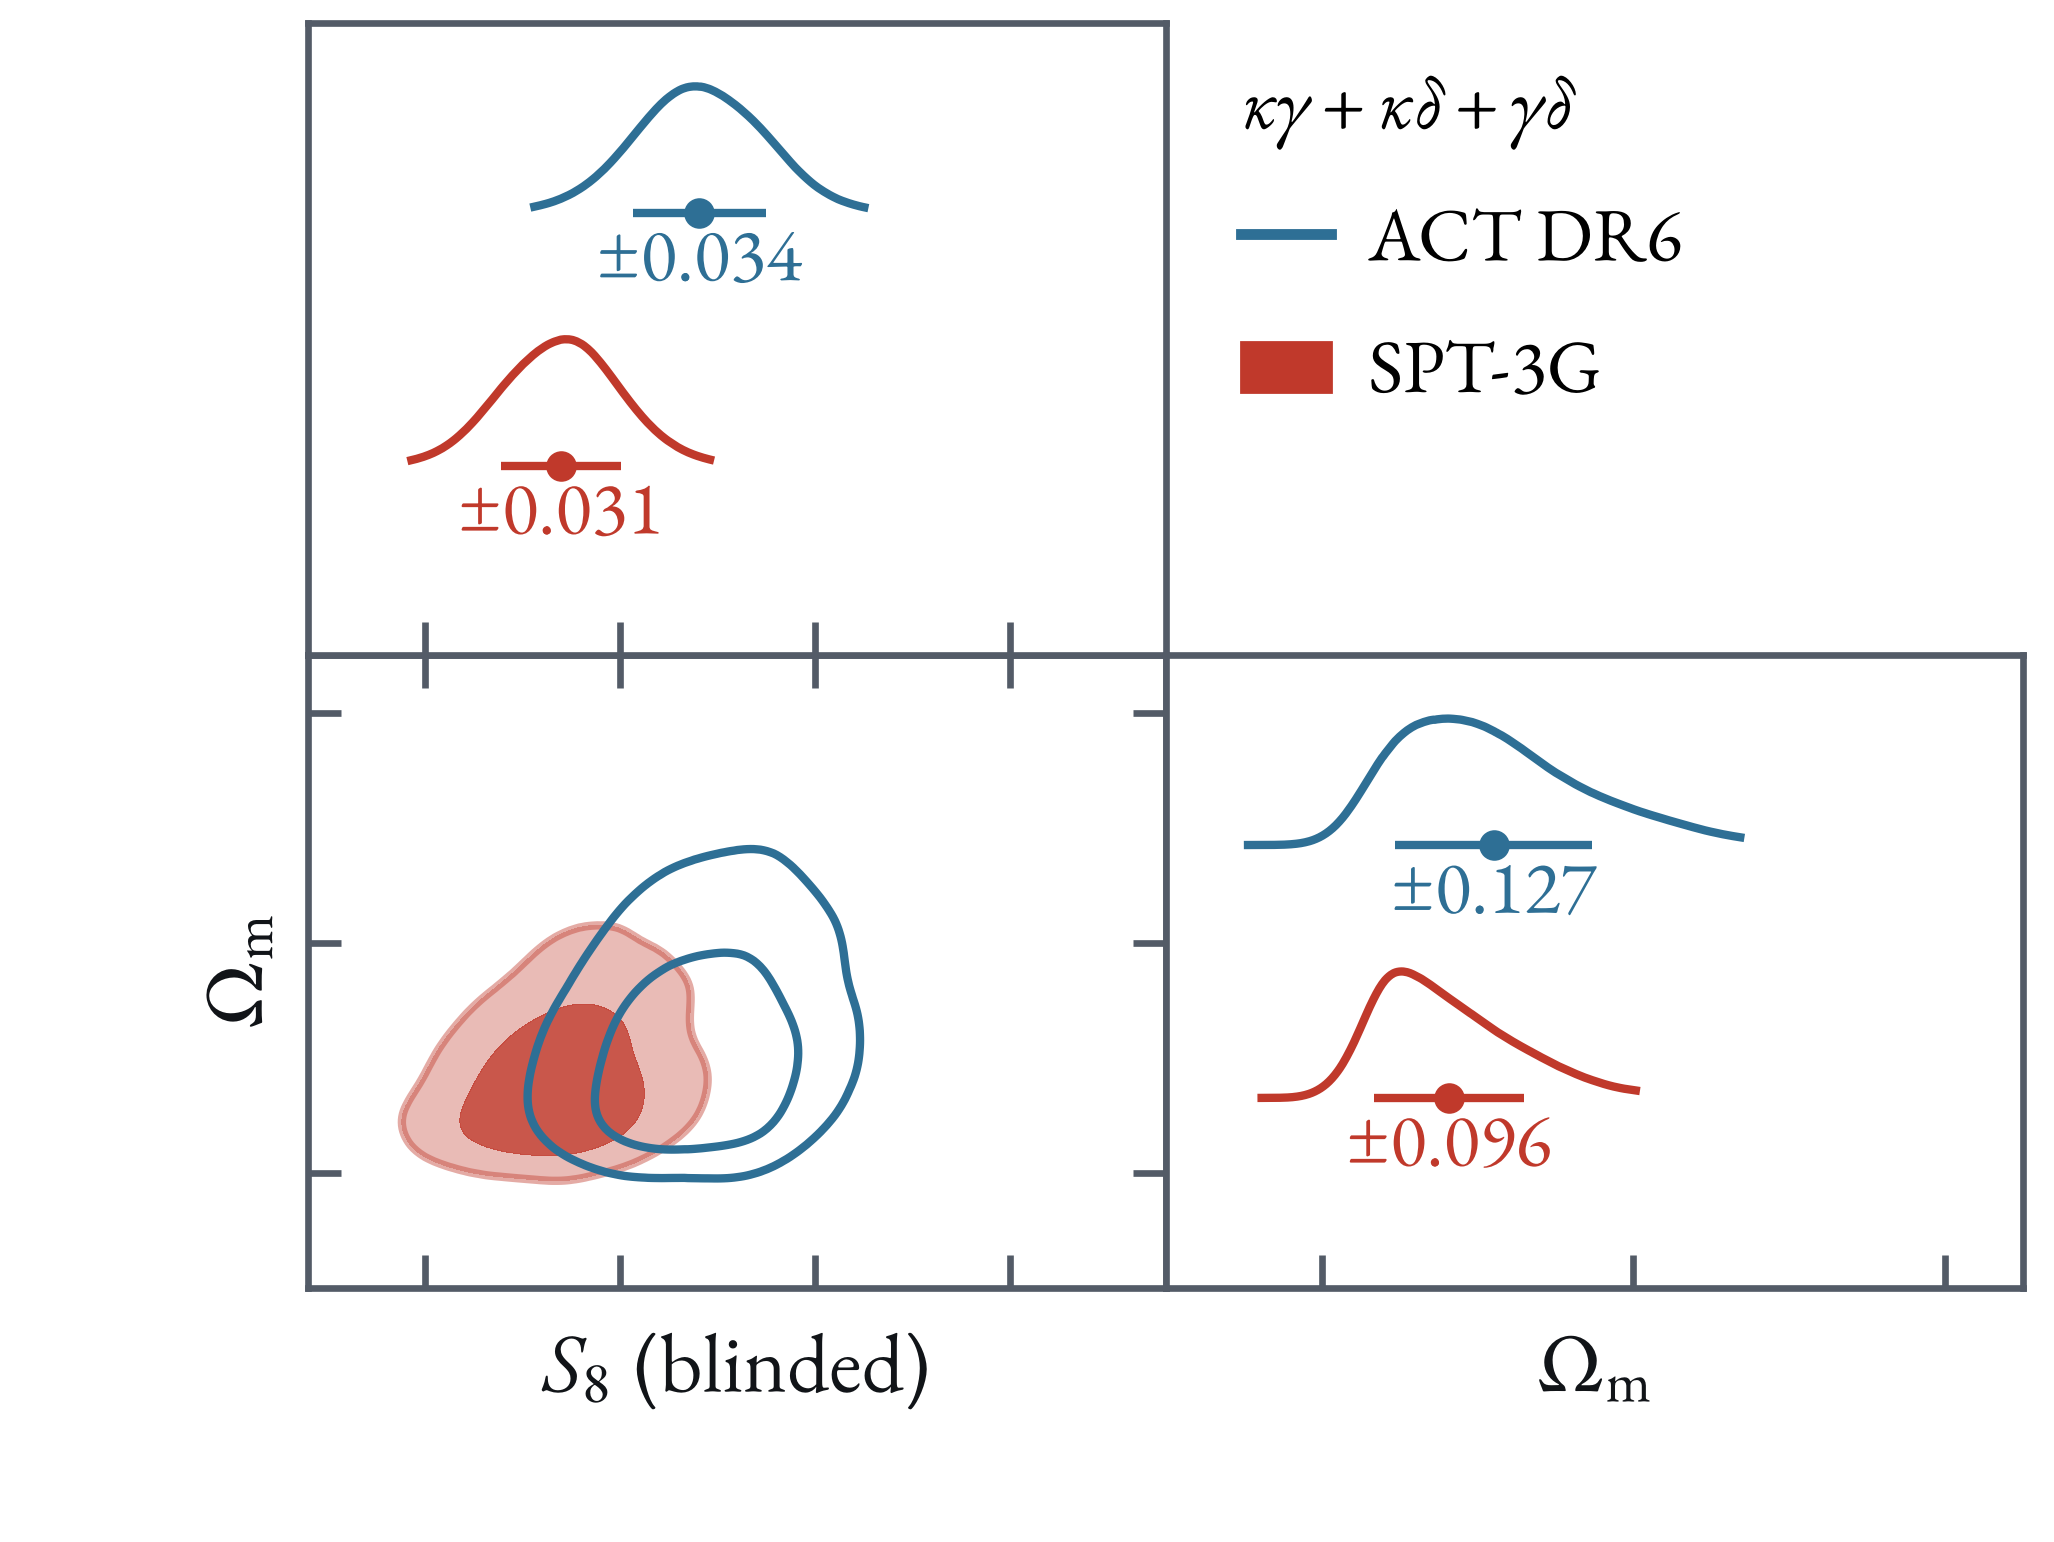 κγ + κδ + γδ
ACT DR6
SPT-3G
±0.034
±0.031
±0.127
±0.096
Ωm
S8 (blinded)
Ωm